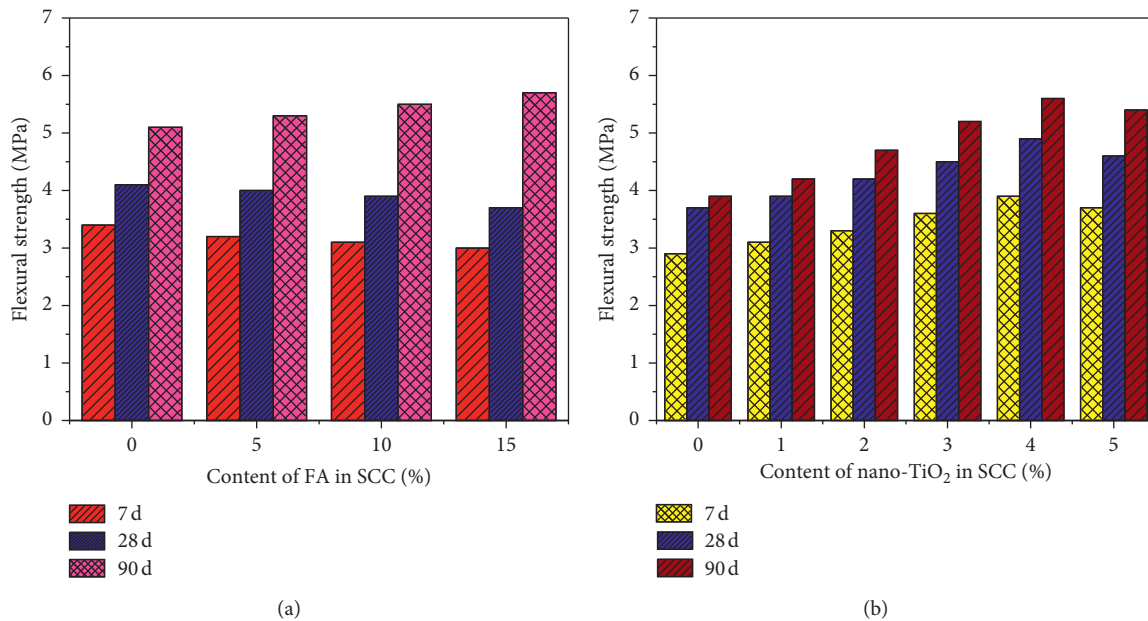 7
6
5
4
3
2
1
0
Flexural strength (MPa)
0 5 10 15
Content of FA in SCC (%)
7 d
28 d
90 d
(a)
7
6
5
4
3
2
1
0
Flexural strength (MPa)
0 1 2 3 4 5
Content of nano-TiO₂ in SCC (%)
7 d
28 d
90 d
(b)